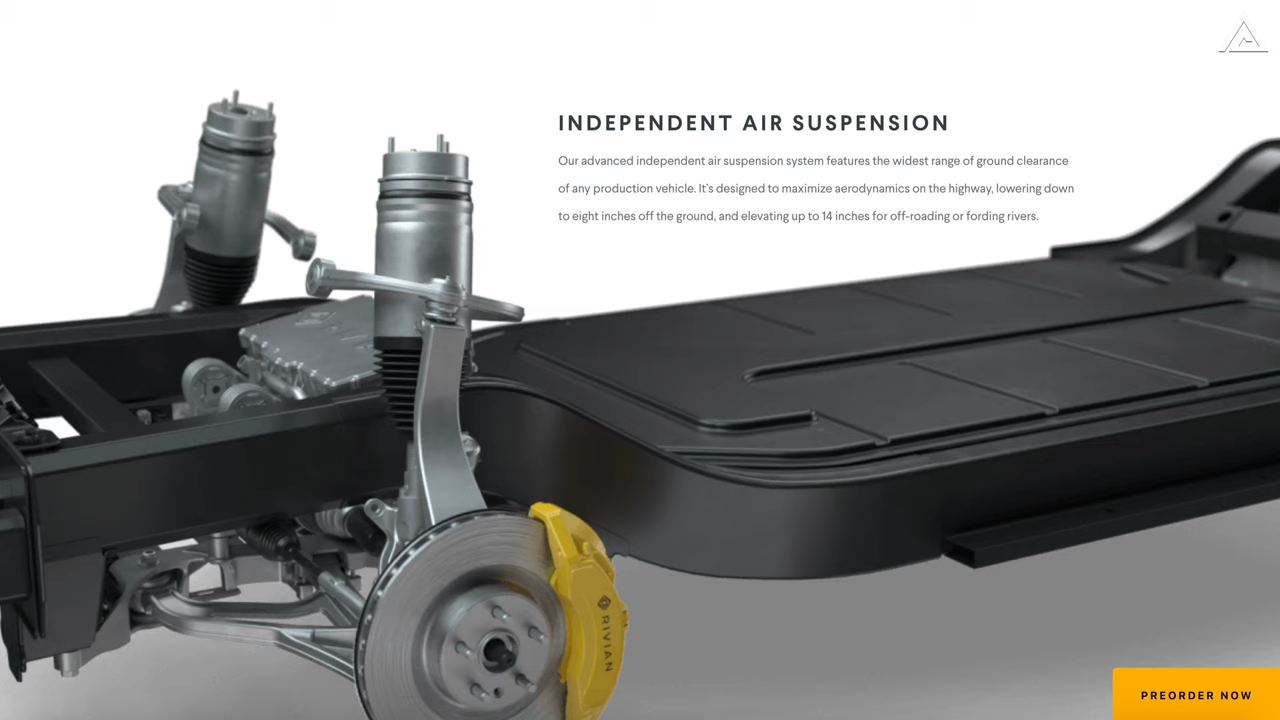 INDEPENDENT AIR SUSPENSION
Our advanced independent air suspension system features the widest range of ground clearance
of any production vehicle. It's designed to maximize aerodynamics on the highway, lowering down
to eight inches off the ground, and elevating up to 14 inches for off-roading or fording rivers.
RIVIAN
PREORDER NOW